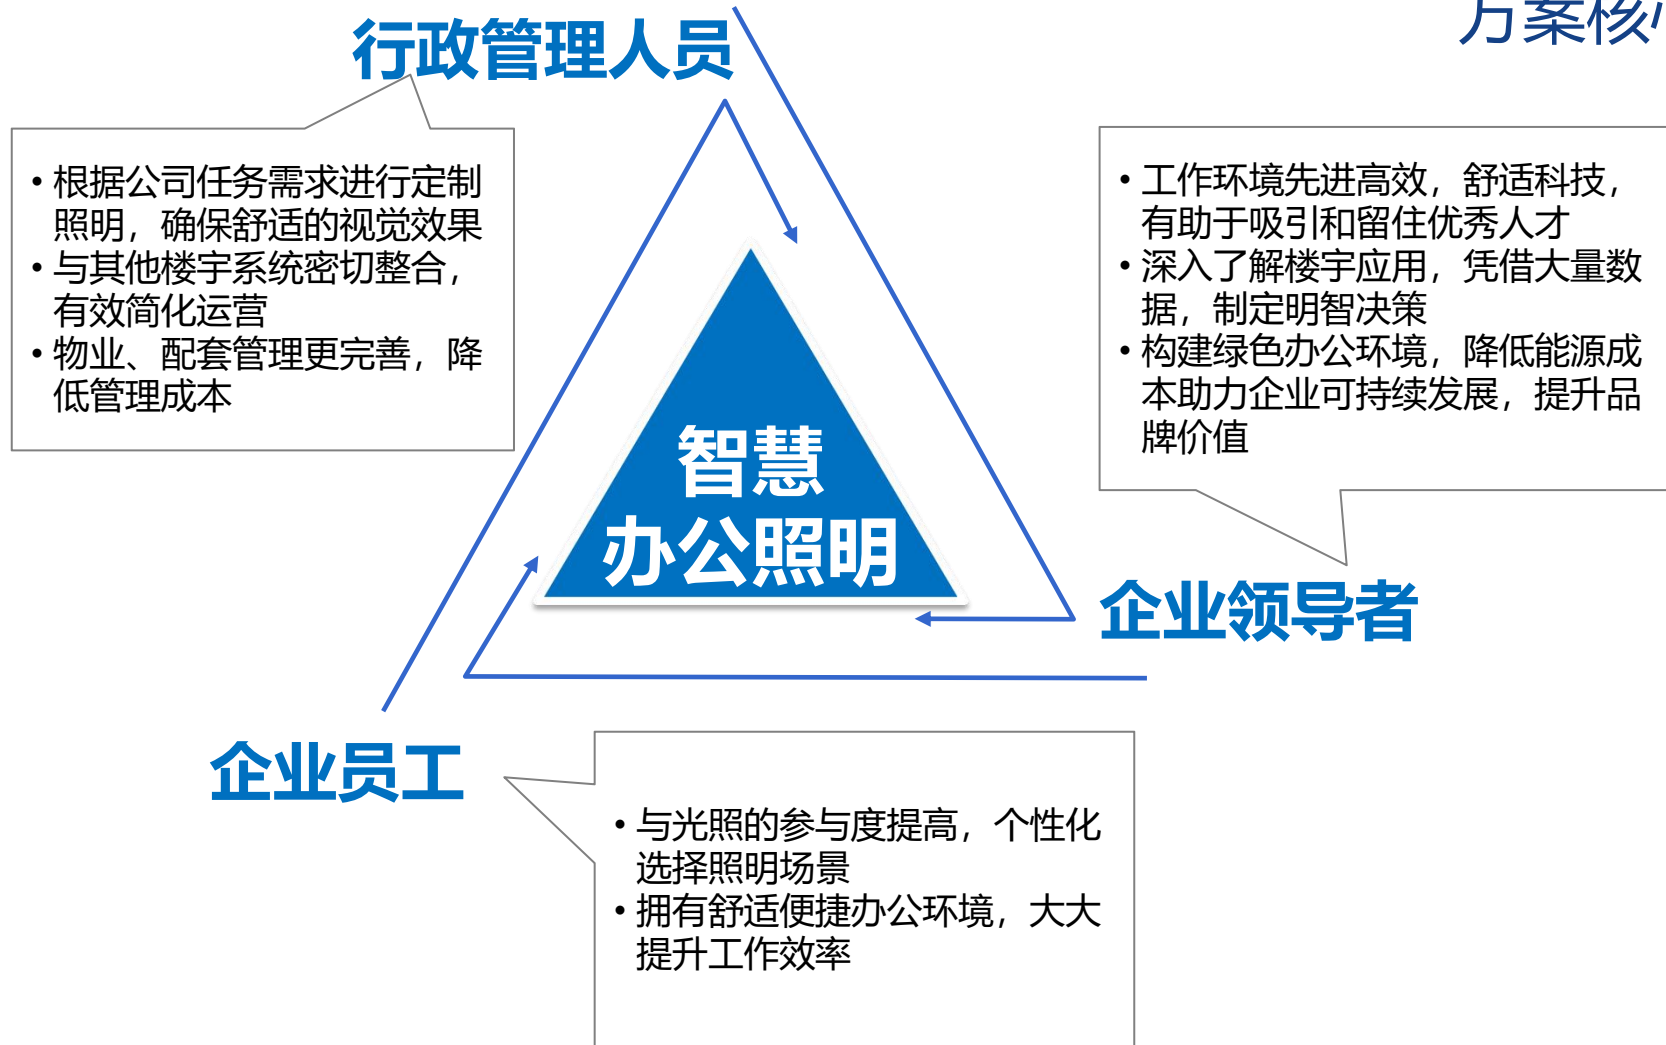 方案核心
行政管理人员
• 根据公司任务需求进行定制
照明，确保舒适的视觉效果
• 与其他楼宇系统密切整合，
有效简化运营
• 物业、配套管理更完善，降
低管理成本
• 工作环境先进高效，舒适科技，
有助于吸引和留住优秀人才
• 深入了解楼宇应用，凭借大量数
据，制定明智决策
• 构建绿色办公环境，降低能源成
本助力企业可持续发展，提升品
牌价值
智慧
办公照明
企业领导者
企业员工
• 与光照的参与度提高，个性化
选择照明场景
• 拥有舒适便捷办公环境，大大
提升工作效率